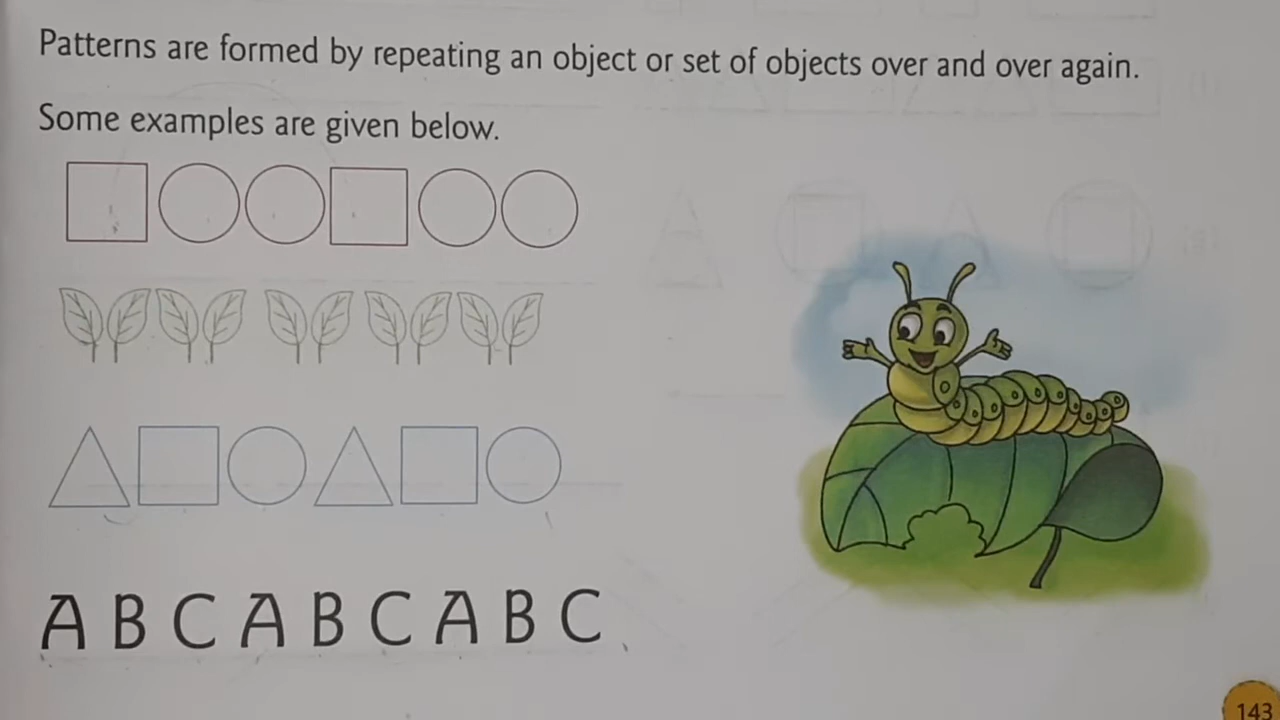 Patterns are formed by repeating an object or set of objects over and over again.
Some examples are given below.
A B C A B C A B C
143